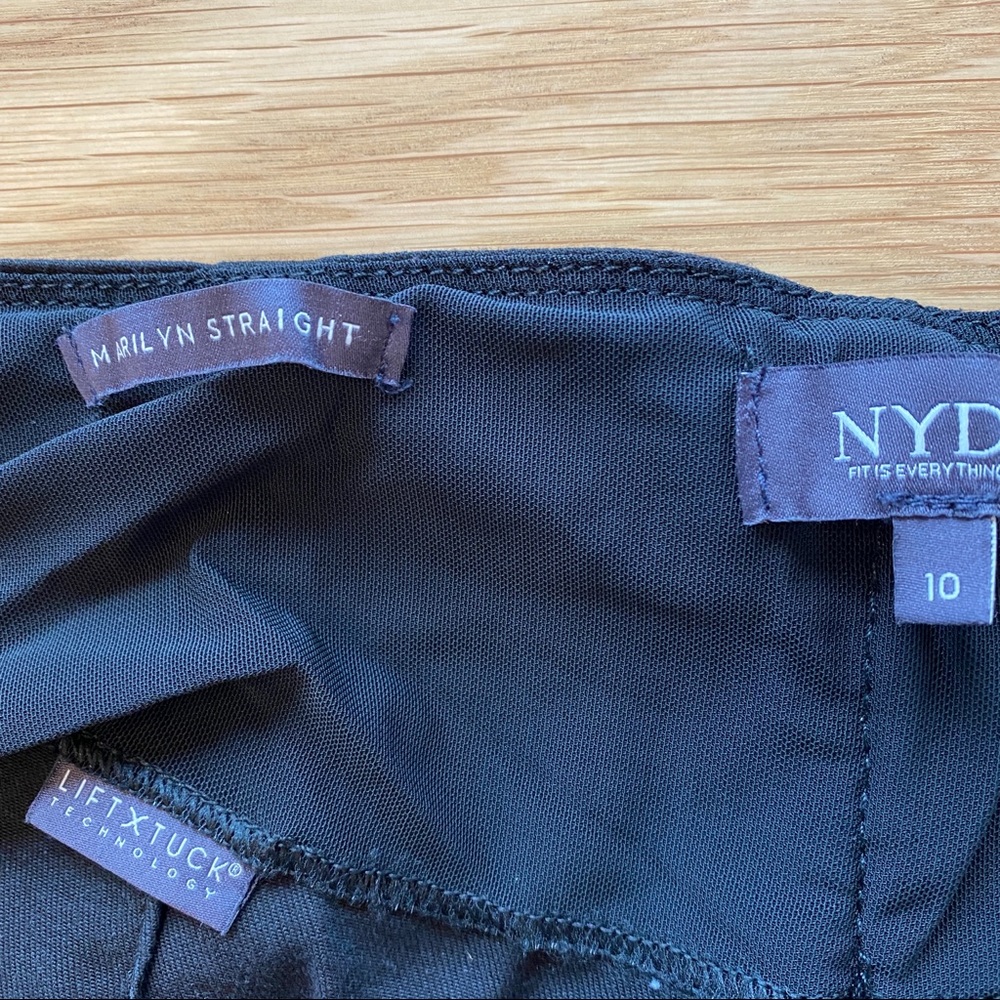 MARILYN STRAIGHT
NYD
FIT IS EVERYTHING
10
LIFTXTUCK®
TECHNOLOGY